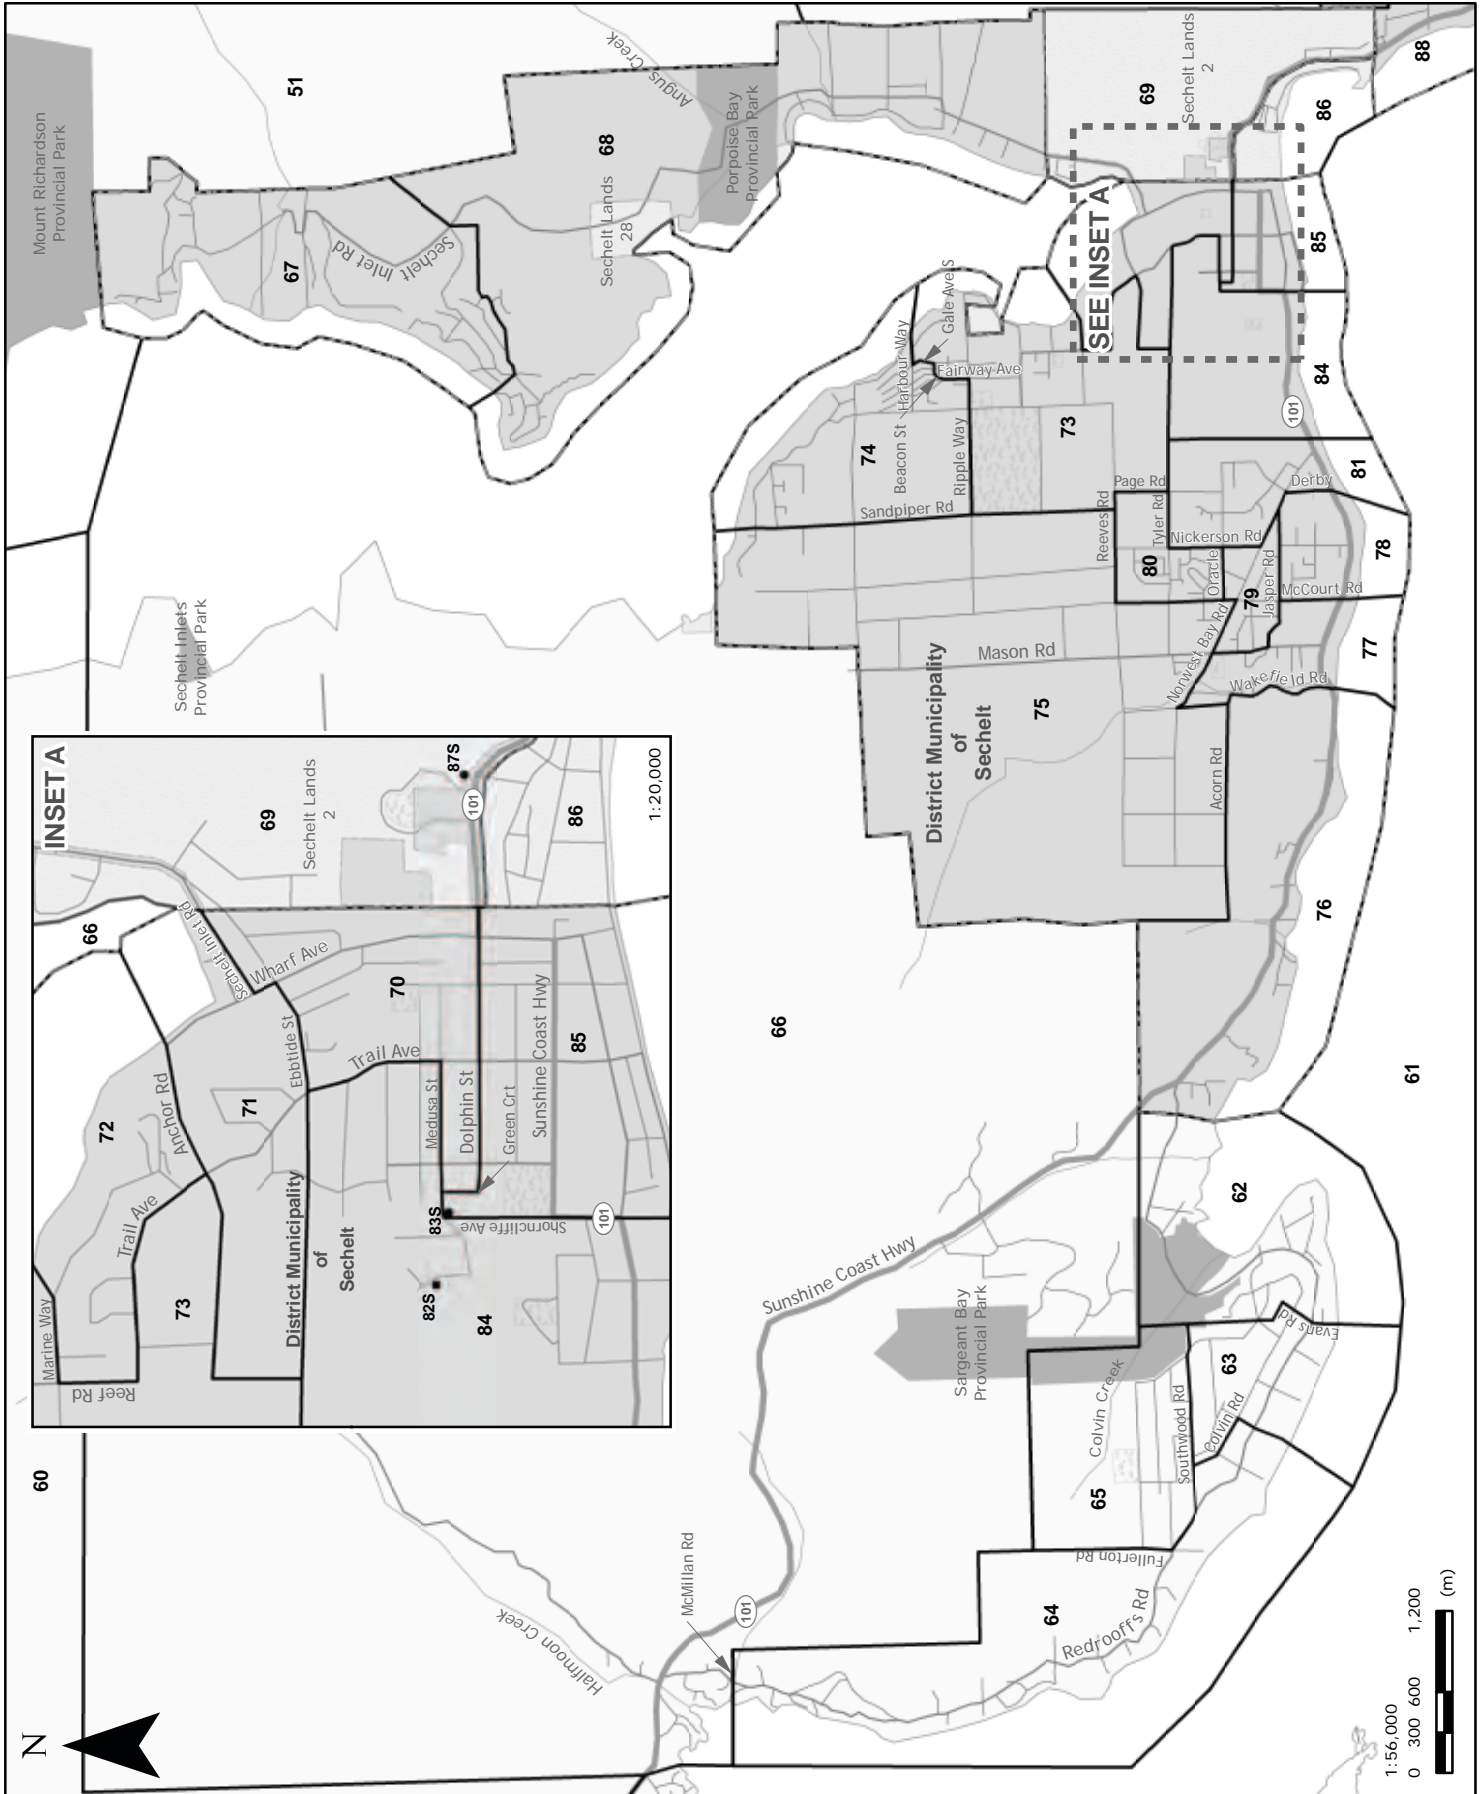 N
60
Mount Richardson
Provincial Park
51
Angus Creek
68
67
Sechelt Inlet Rd
Sechelt Lands
28
Porpoise Bay
Provincial Park
69
Sechelt Lands
2
88
86
85
84
SEE INSET A
Sechelt Inlets
Provincial Park
Harbour Way
Gale Ave S
Fairway Ave
Beacon St
Ripple Way
74
73
Sandpiper Rd
Page Rd
Reeves Rd
Tyler Rd
Nickerson Rd
80
Oracle
79
Jasper Rd
Derby
McCourt Rd
101
81
78
77
Norwest Bay Rd
Wakefield Rd
Mason Rd
75
District Municipality
of
Sechelt
Acorn Rd
76
66
61
62
Sunshine Coast Hwy
Sargeant Bay
Provincial Park
Colvin Creek
63
Evans Rd
Colvin Rd
Southwood Rd
65
Fullerton Rd
64
Redrooffs Rd
McMillan Rd
101
Halfmoon Creek
1:56,000
0 300 600 1,200
(m)
INSET A
69
Sechelt Lands
2
87S
101
86
1:20,000
66
Sechelt Inlet Rd
Wharf Ave
70
Ebbtide St
Trail Ave
Medusa St
Dolphin St
Green Crt
Sunshine Coast Hwy
85
72
Anchor Rd
71
Trail Ave
73
Marine Way
Reef Rd
District Municipality
of
Sechelt
83S
82S
Shorncliffe Ave
84
101